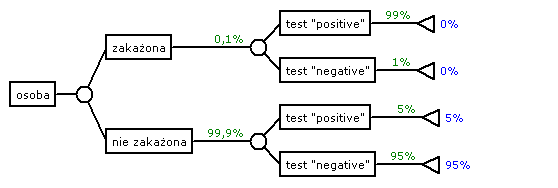 test "positive" 99% 0%
zakażona 0,1%
test "negative" 1% 0%
osoba
test "positive" 5% 5%
nie zakażona 99,9%
test "negative" 95% 95%